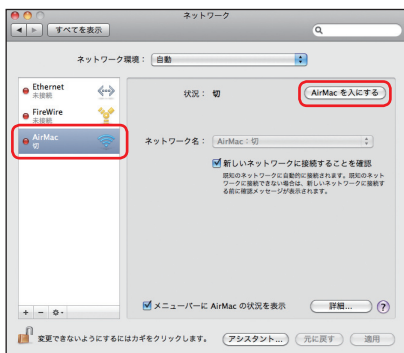 ネットワーク
すべてを表示
ネットワーク環境： 自動
Ethernet
未接続
FireWire
未接続
AirMac
切
状況： 切
AirMac を入にする
ネットワーク名： AirMac：切
新しいネットワークに接続することを確認
既知のネットワークに自動的に接続されます。既知のネット
ワークに接続できない場合は、新しいネットワークに接続す
る前に確認メッセージが表示されます。
メニューバーに AirMac の状況を表示
詳細...
?
変更できないようにするにはカギをクリックします。
アシスタント...
元に戻す
適用